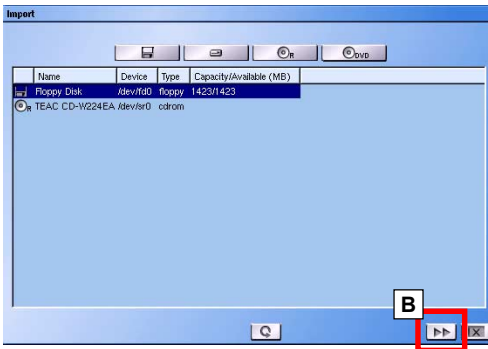 Import
R
DVD
Name Device Type Capacity/Available (MB)
Floppy Disk /dev/fd0 floppy 1423/1423
R TEAC CD-W224EA /dev/sr0 cdrom
B
X